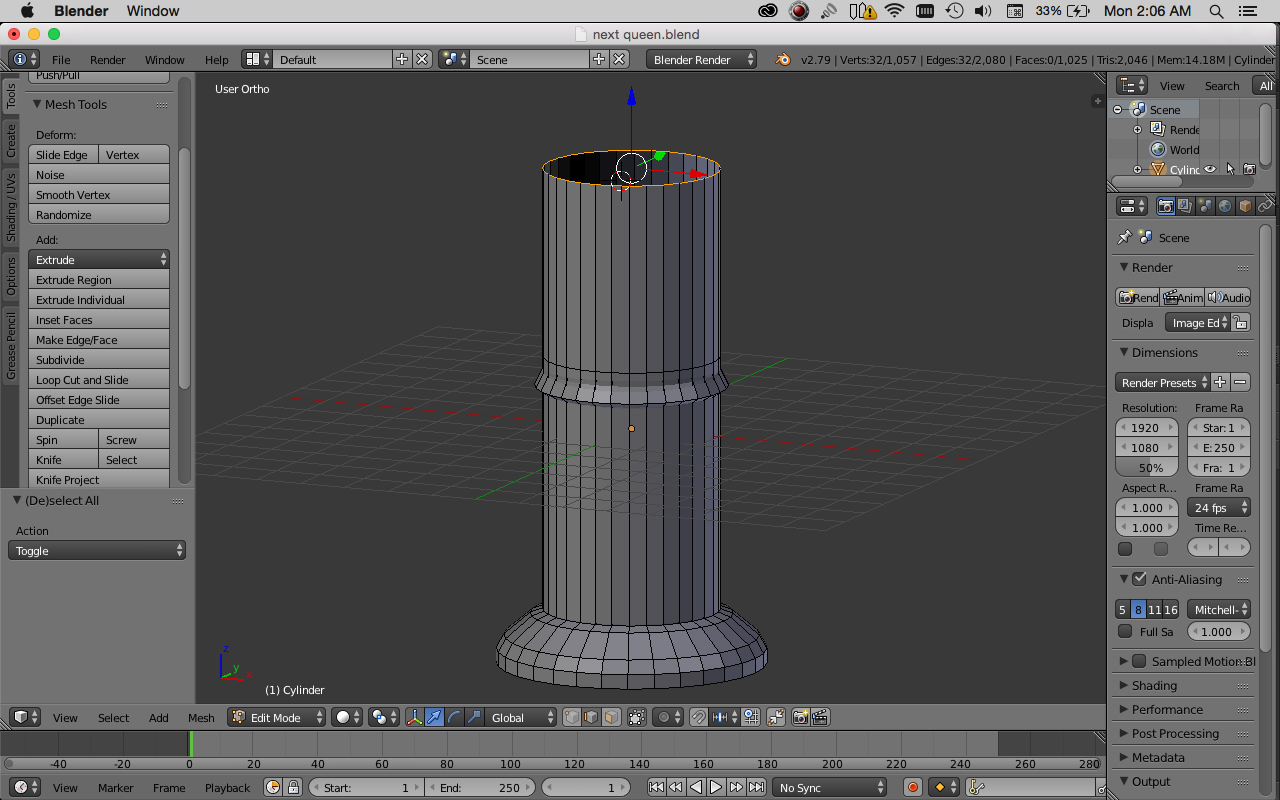 Blender Window 33% Mon 2:06 AM
next queen.blend
File Render Window Help Default Scene Blender Render v2.79 | Verts:32/1,057 | Edges:32/2,080 | Faces:0/1,025 | Tris:2,046 | Mem:14.18M | Cylinder
Push/Pull
Mesh Tools
Deform:
Slide Edge Vertex
Noise
Smooth Vertex
Randomize
Add:
Extrude
Extrude Region
Extrude Individual
Inset Faces
Make Edge/Face
Subdivide
Loop Cut and Slide
Offset Edge Slide
Duplicate
Spin Screw
Knife Select
Knife Project
(De)select All
Action
Toggle
Tools
Create
Shading / UVs
Options
Grease Pencil
User Ortho
z
y
x
(1) Cylinder
View Select Add Mesh Edit Mode Global
View Search All
Scene
Rende
World
Cylinc
Scene
Render
Rend Anim Audio
Displa Image Ed
Dimensions
Render Presets
Resolution: Frame Ra
1920 Star: 1
1080 E: 250
50% Fra: 1
Aspect R... Frame Ra
1.000 24 fps
1.000 Time Re...
Anti-Aliasing
5 8 11 16 Mitchell-
Full Sa 1.000
Sampled Motion Bl
Shading
Performance
Post Processing
Metadata
Output
-40 -20 0 20 40 60 80 100 120 140 160 180 200 220 240 260 280
View Marker Frame Playback Start: 1 End: 250 1 No Sync